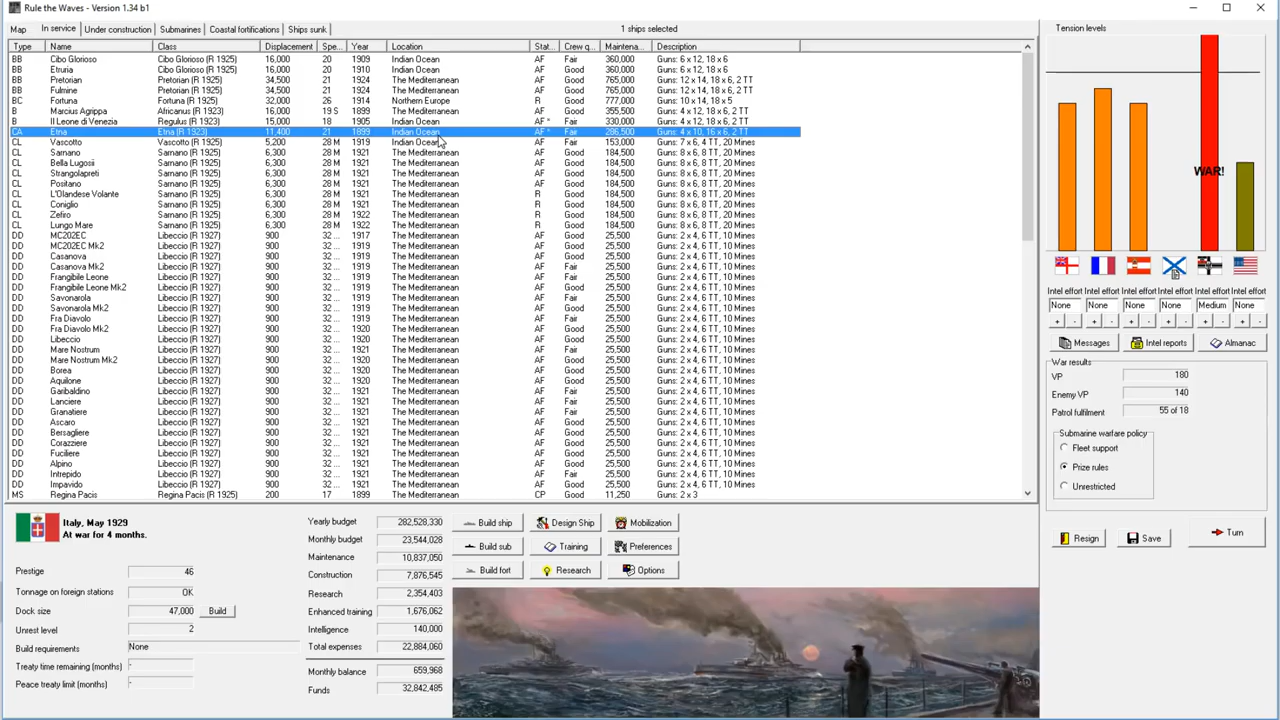 Rule the Waves - Version 1.34 b1
Map In service Under construction Submarines Coastal fortifications Ships sunk 1 ships selected
Type Name Class Displacement Spe... Year Location Stat... Crew q... Maintena... Description
BB Cibo Glorioso Cibo Glorioso (R 1925) 16,000 20 1909 Indian Ocean AF Fair 360,000 Guns: 6 x 12, 18 x 6
BB Etruria Cibo Glorioso (R 1925) 16,000 20 1910 Indian Ocean AF Good 360,000 Guns: 6 x 12, 18 x 6
BB Pretorian Pretorian (R 1925) 34,500 21 1924 The Mediterranean AF Good 765,000 Guns: 12 x 14, 18 x 6, 2 TT
BB Fulmine Pretorian (R 1925) 34,500 21 1924 The Mediterranean AF Good 765,000 Guns: 12 x 14, 18 x 6, 2 TT
BC Fortuna Fortuna (R 1925) 32,000 26 1914 Northern Europe R Good 777,000 Guns: 10 x 14, 18 x 5
B Marcius Agrippa Africanus (R 1923) 16,000 19 S 1899 The Mediterranean AF Good 355,500 Guns: 4 x 12, 18 x 6
B Il Leone di Venezia Regulus (R 1923) 15,000 18 1905 Indian Ocean AF * Fair 330,000 Guns: 4 x 12, 18 x 6
CA Etna Etna (R 1923) 11,400 21 1899 Indian Ocean AF * Fair 286,500 Guns: 4 x 10, 16 x 6, 2 TT
CL Vascotto Vascotto (R 1925) 5,200 28 M 1919 Indian Ocean AF Fair 153,000 Guns: 7 x 6, 4 TT, 20 Mines
CL Sarnano Sarnano (R 1925) 6,300 28 M 1921 The Mediterranean AF Good 184,500 Guns: 8 x 6, 8 TT, 20 Mines
CL Bella Lugosii Sarnano (R 1925) 6,300 28 M 1921 The Mediterranean AF Good 184,500 Guns: 8 x 6, 8 TT, 20 Mines
CL Strangolapreti Sarnano (R 1925) 6,300 28 M 1921 The Mediterranean AF Good 184,500 Guns: 8 x 6, 8 TT, 20 Mines
CL Positano Sarnano (R 1925) 6,300 28 M 1921 The Mediterranean AF Good 184,500 Guns: 8 x 6, 8 TT, 20 Mines
CL L'Olandese Volante Sarnano (R 1925) 6,300 28 M 1921 The Mediterranean R Good 184,500 Guns: 8 x 6, 8 TT, 20 Mines
CL Coniglio Sarnano (R 1925) 6,300 28 M 1921 The Mediterranean AF Good 184,500 Guns: 8 x 6, 8 TT, 20 Mines
CL Zefiro Sarnano (R 1925) 6,300 28 M 1922 The Mediterranean R Good 184,500 Guns: 8 x 6, 8 TT, 20 Mines
CL Lungo Mare Sarnano (R 1925) 6,300 28 M 1922 The Mediterranean R Good 184,500 Guns: 8 x 6, 8 TT, 20 Mines
DD MC202EC Libeccio (R 1927) 900 32 ... 1917 The Mediterranean AF Good 25,500 Guns: 2 x 4, 6 TT, 10 Mines
DD MC202EC Mk2 Libeccio (R 1927) 900 32 ... 1919 The Mediterranean AF Good 25,500 Guns: 2 x 4, 6 TT, 10 Mines
DD Casanova Libeccio (R 1927) 900 32 ... 1919 The Mediterranean AF Good 25,500 Guns: 2 x 4, 6 TT, 10 Mines
DD Casanova Mk2 Libeccio (R 1927) 900 32 ... 1919 The Mediterranean AF Fair 25,500 Guns: 2 x 4, 6 TT, 10 Mines
DD Frangibile Leone Libeccio (R 1927) 900 32 ... 1919 The Mediterranean AF Fair 25,500 Guns: 2 x 4, 6 TT, 10 Mines
DD Frangibile Leone Mk2 Libeccio (R 1927) 900 32 ... 1919 The Mediterranean AF Good 25,500 Guns: 2 x 4, 6 TT, 10 Mines
DD Savonarola Libeccio (R 1927) 900 32 ... 1919 The Mediterranean AF Fair 25,500 Guns: 2 x 4, 6 TT, 10 Mines
DD Savonarola Mk2 Libeccio (R 1927) 900 32 ... 1919 The Mediterranean AF Good 25,500 Guns: 2 x 4, 6 TT, 10 Mines
DD Fra Diavolo Libeccio (R 1927) 900 32 ... 1919 The Mediterranean AF Fair 25,500 Guns: 2 x 4, 6 TT, 10 Mines
DD Fra Diavolo Mk2 Libeccio (R 1927) 900 32 ... 1920 The Mediterranean AF Good 25,500 Guns: 2 x 4, 6 TT, 10 Mines
DD Libeccio Libeccio (R 1927) 900 32 ... 1920 The Mediterranean AF Good 25,500 Guns: 2 x 4, 6 TT, 10 Mines
DD Mare Nostrum Libeccio (R 1927) 900 32 ... 1919 The Mediterranean AF Fair 25,500 Guns: 2 x 4, 6 TT, 10 Mines
DD Mare Nostrum Mk2 Libeccio (R 1927) 900 32 ... 1920 The Mediterranean AF Good 25,500 Guns: 2 x 4, 6 TT, 10 Mines
DD Borea Libeccio (R 1927) 900 32 ... 1920 The Mediterranean AF Good 25,500 Guns: 2 x 4, 6 TT, 10 Mines
DD Aquilone Libeccio (R 1927) 900 32 ... 1920 The Mediterranean AF Good 25,500 Guns: 2 x 4, 6 TT, 10 Mines
DD Garibaldino Libeccio (R 1927) 900 32 ... 1921 The Mediterranean AF Fair 25,500 Guns: 2 x 4, 6 TT, 10 Mines
DD Lanciere Libeccio (R 1927) 900 32 ... 1921 The Mediterranean AF Fair 25,500 Guns: 2 x 4, 6 TT, 10 Mines
DD Granatiere Libeccio (R 1927) 900 32 ... 1921 The Mediterranean AF Good 25,500 Guns: 2 x 4, 6 TT, 10 Mines
DD Ascaro Libeccio (R 1927) 900 32 ... 1921 The Mediterranean AF Good 25,500 Guns: 2 x 4, 6 TT, 10 Mines
DD Bersagliere Libeccio (R 1927) 900 32 ... 1921 The Mediterranean AF Good 25,500 Guns: 2 x 4, 6 TT, 10 Mines
DD Corazziere Libeccio (R 1927) 900 32 ... 1921 The Mediterranean AF Good 25,500 Guns: 2 x 4, 6 TT, 10 Mines
DD Fuciliere Libeccio (R 1927) 900 32 ... 1921 The Mediterranean AF Good 25,500 Guns: 2 x 4, 6 TT, 10 Mines
DD Alpino Libeccio (R 1927) 900 32 ... 1921 The Mediterranean AF Good 25,500 Guns: 2 x 4, 6 TT, 10 Mines
DD Intrepido Libeccio (R 1927) 900 32 ... 1921 The Mediterranean AF Fair 25,500 Guns: 2 x 4, 6 TT, 10 Mines
DD Impavido Libeccio (R 1927) 900 32 ... 1921 The Mediterranean AF Good 25,500 Guns: 2 x 4, 6 TT, 10 Mines
MS Regina Pacis Regina Pacis (R 1925) 200 17 1899 The Mediterranean CP Good 11,250 Guns: 2 x 3
Italy, May 1929
At war for 4 months.
Prestige 46
Tonnage on foreign stations OK
Dock size 47,000 Build
Unrest level 2
Build requirements None
Treaty time remaining (months) -
Peace treaty limit (months) -
Yearly budget 282,528,330
Monthly budget 23,544,028
Maintenance 10,837,050
Construction 7,876,545
Research 2,354,403
Enhanced training 1,676,062
Intelligence 140,000
Total expenses 22,884,060
Monthly balance 659,968
Funds 32,842,485
Build ship Design Ship Mobilization
Build sub Training Preferences
Build fort Research Options
Tension levels
WAR!
Intel effort Intel effort Intel effort Intel effort Intel effort Intel effort
None None None None Medium None
+ - + - + - + - + - + -
Messages Intel reports Almanac
War results
VP 180
Enemy VP 140
Patrol fulfilment 55 of 18
Submarine warfare policy
Fleet support
Prize rules
Unrestricted
Resign Save Turn